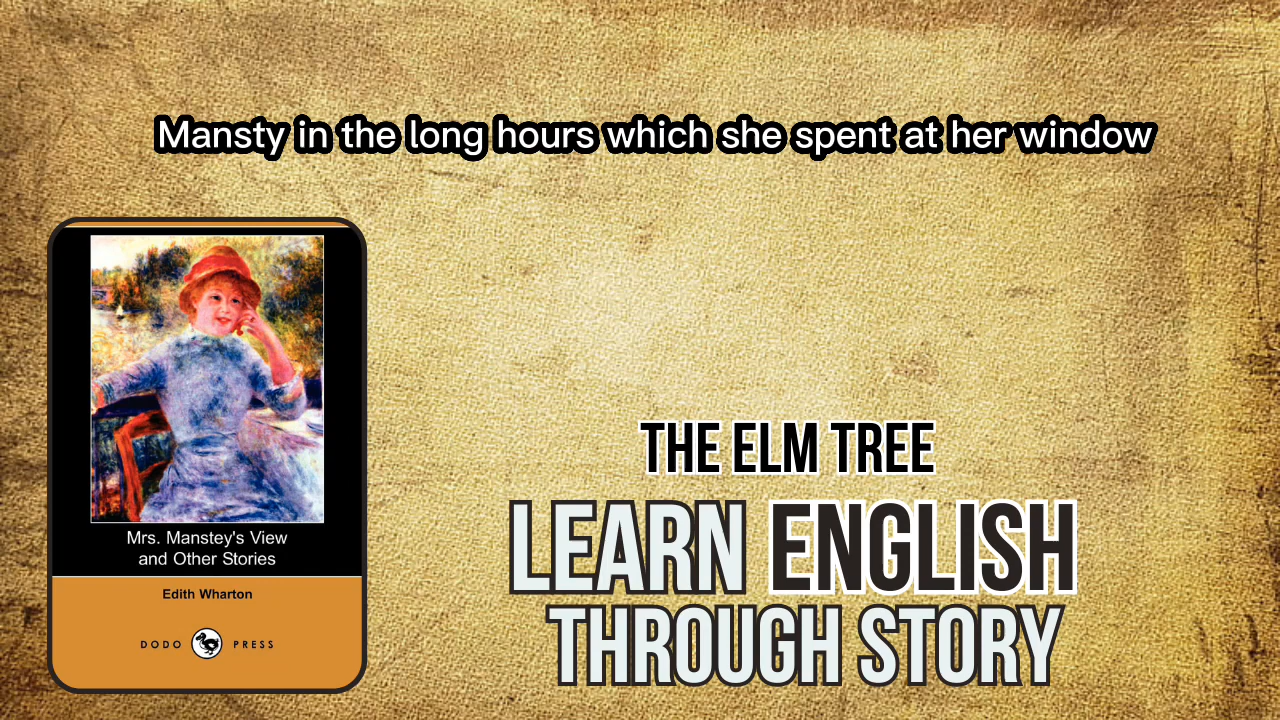 Mansty in the long hours which she spent at her window
Mrs. Manstey's View
and Other Stories
Edith Wharton
DODO PRESS
THE ELM TREE
LEARN ENGLISH
THROUGH STORY